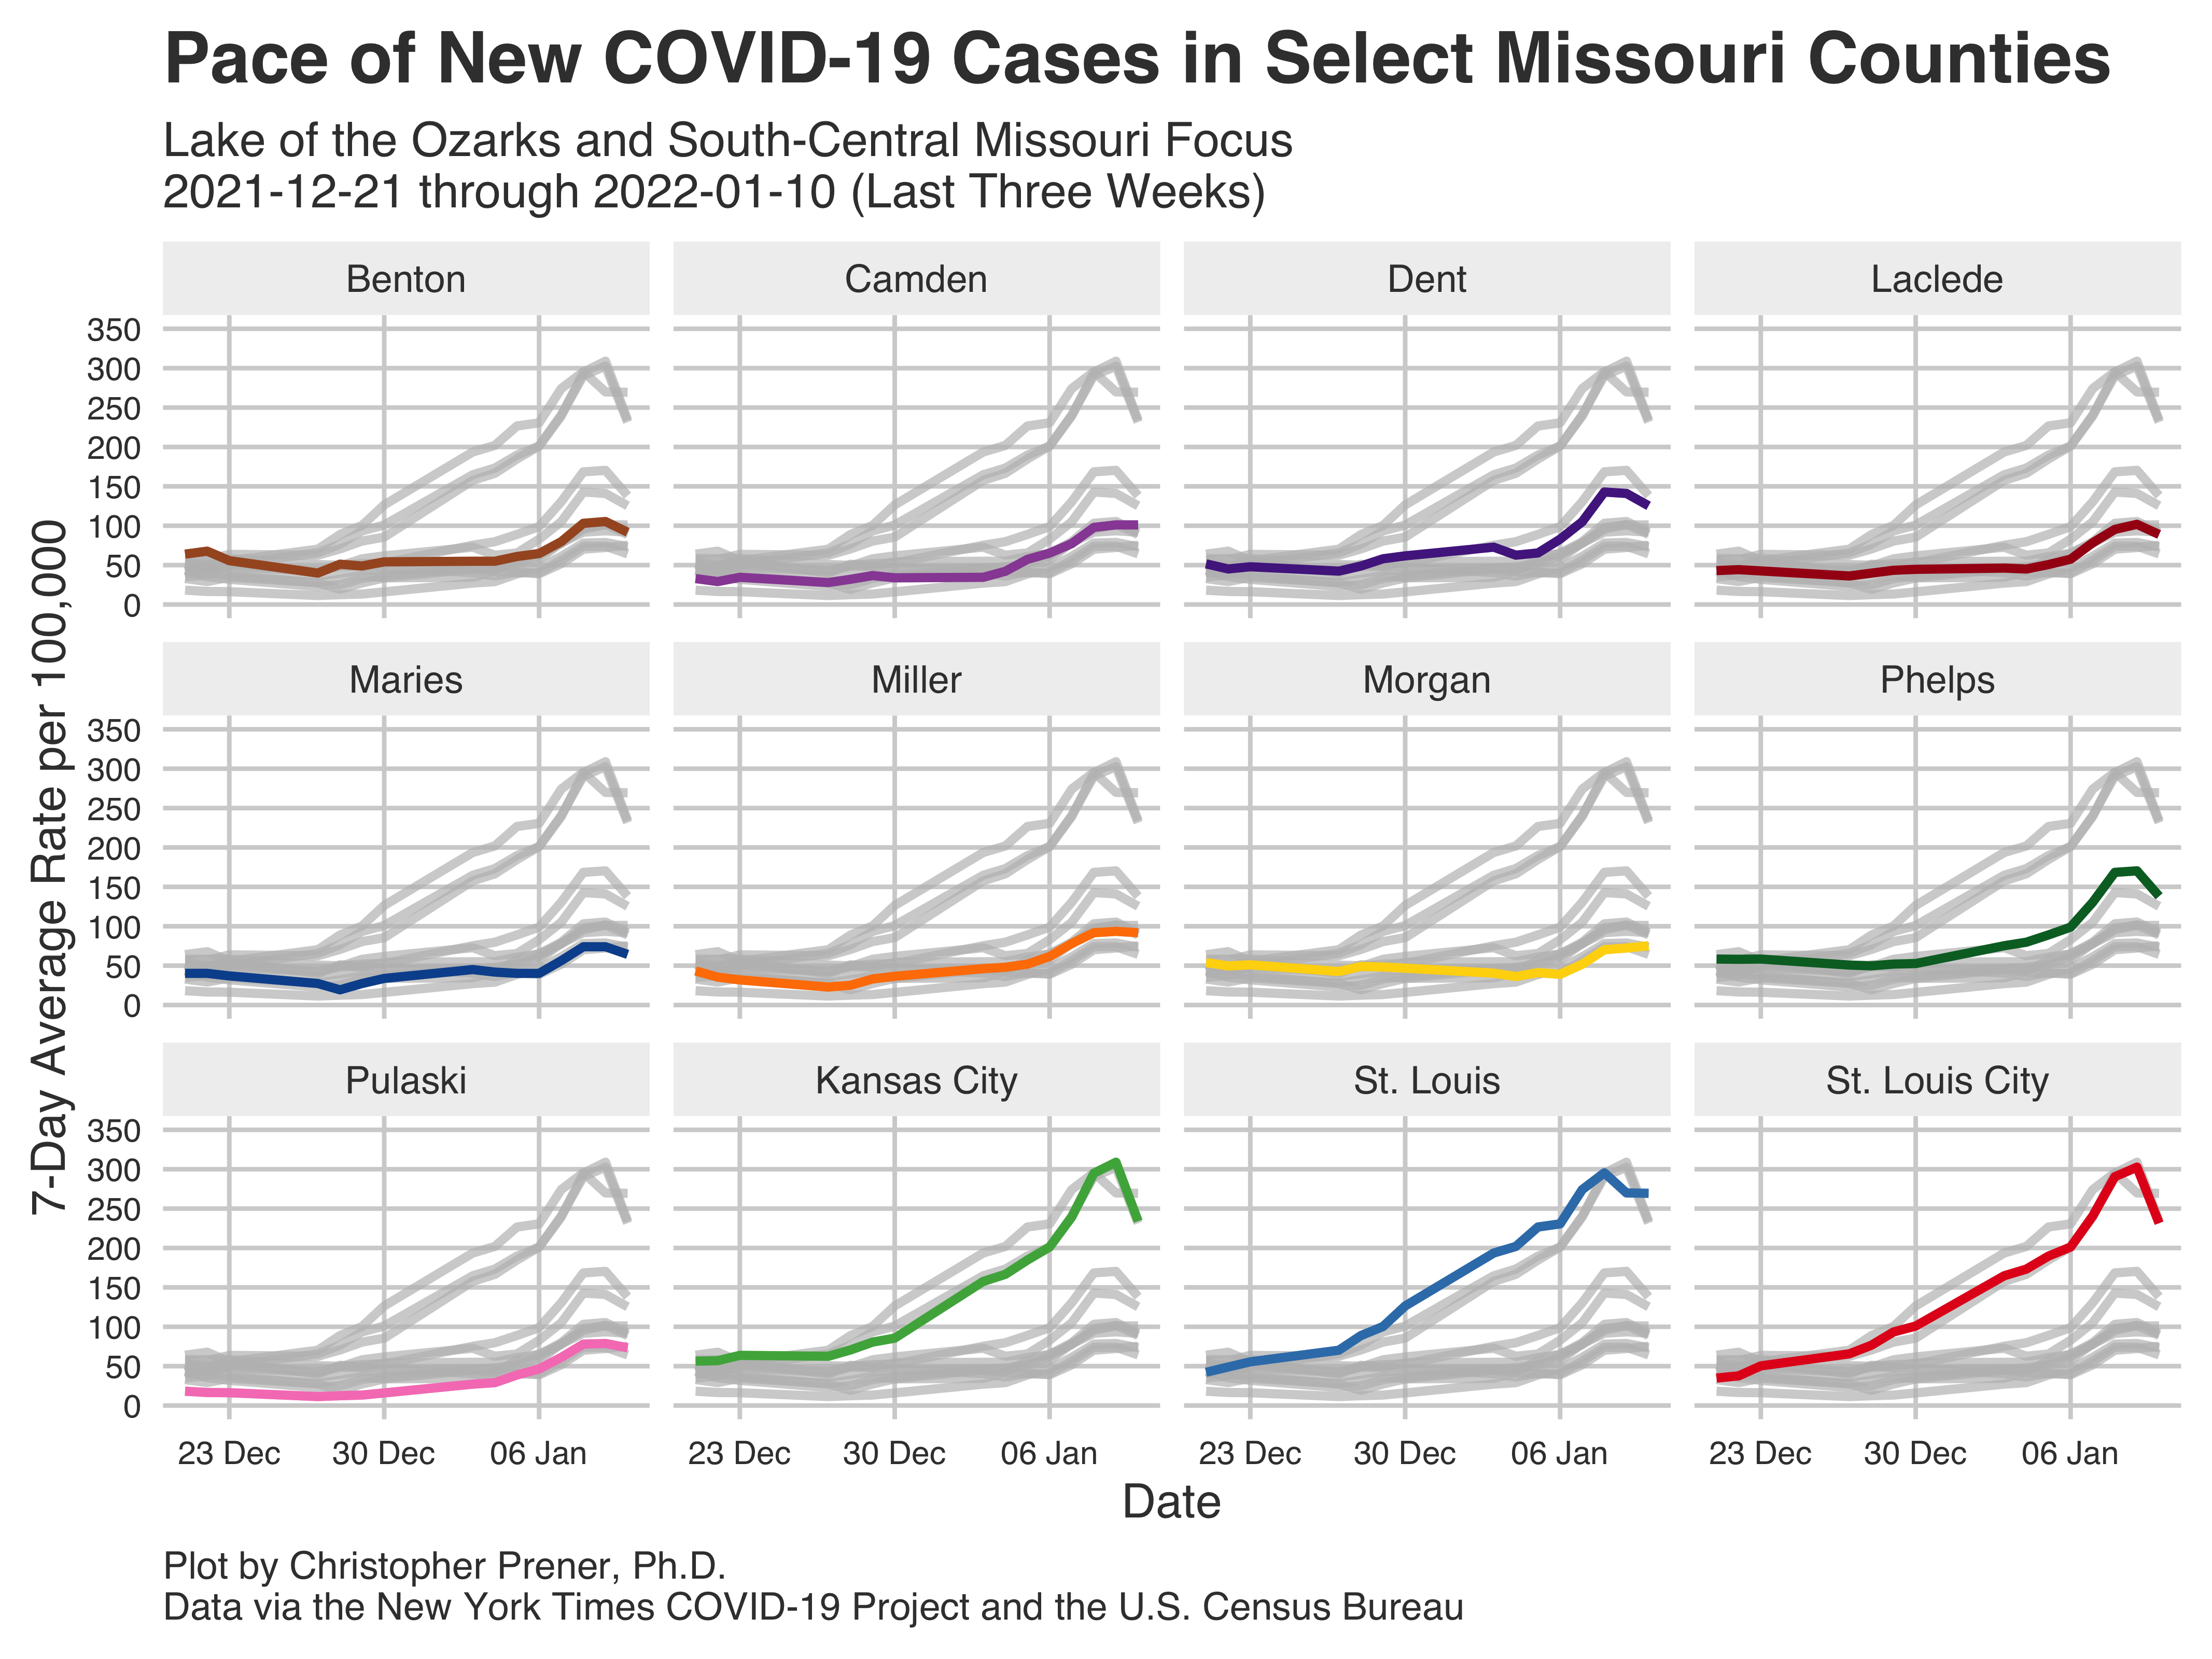 Pace of New COVID-19 Cases in Select Missouri Counties
Lake of the Ozarks and South-Central Missouri Focus
2021-12-21 through 2022-01-10 (Last Three Weeks)
7-Day Average Rate per 100,000
Benton
Camden
Dent
Laclede
350
300
250
200
150
100
50
0
Maries
Miller
Morgan
Phelps
350
300
250
200
150
100
50
0
Pulaski
Kansas City
St. Louis
St. Louis City
350
300
250
200
150
100
50
0
23 Dec 30 Dec 06 Jan
23 Dec 30 Dec 06 Jan
23 Dec 30 Dec 06 Jan
23 Dec 30 Dec 06 Jan
Date
Plot by Christopher Prener, Ph.D.
Data via the New York Times COVID-19 Project and the U.S. Census Bureau